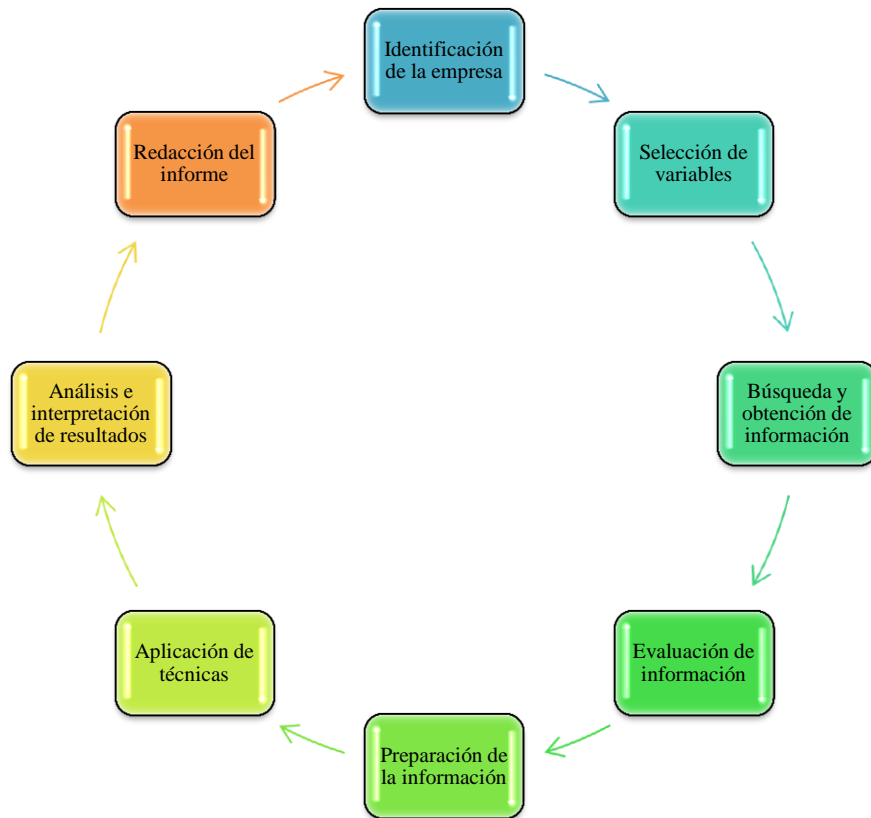 Identificación
de la empresa
Selección de
variables
Búsqueda y
obtención de
información
Evaluación de
información
Preparación de
la información
Aplicación de
técnicas
Análisis e
interpretación
de resultados
Redacción del
informe